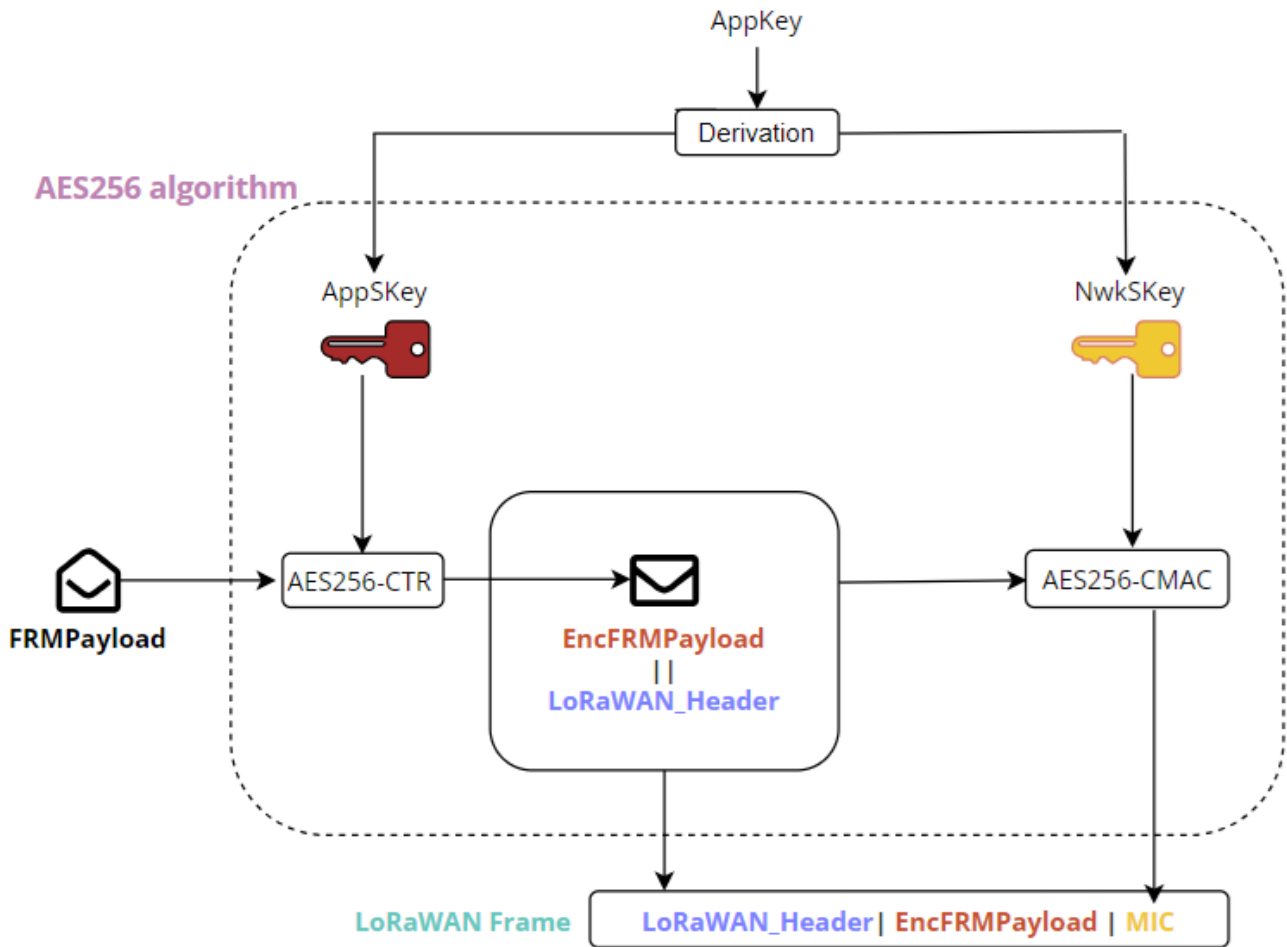 AppKey
Derivation
AES256 algorithm
AppSKey
NwkSKey
AES256-CTR
AES256-CMAC
FRMPayload
EncFRMPayload
||
LoRaWAN_Header
LoRaWAN Frame
LoRaWAN_Header| EncFRMPayload | MIC